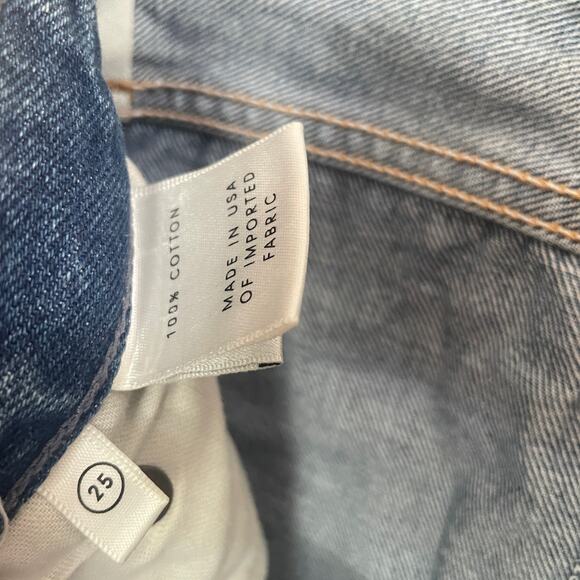 100% COTTON
MADE IN USA
OF IMPORTED
FABRIC
25